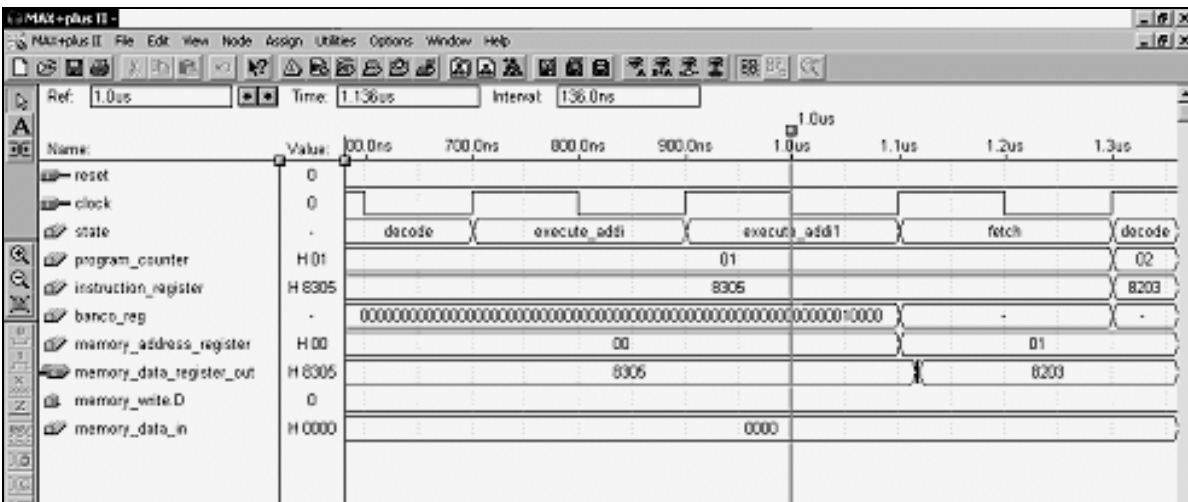 MAX+plus II -
MAX+plus II File Edit View Node Assign Utilities Options Window Help
Ref: 1.0us Time: 1.136us Interval: 136.0ns
1.0us
Name: Value: 00.0ns 700.0ns 800.0ns 900.0ns 1.0us 1.1us 1.2us 1.3us
reset 0
clock 0
state - decode execute_addi execute_addi1 fetch decode
program_counter H 01 01 02
instruction_register H 8305 8305 8203
banco_reg - -
memory_address_register H 00 00 01
memory_data_register_out H 8305 8305 8203
memory_write.D 0
memory_data_in H 0000 0000